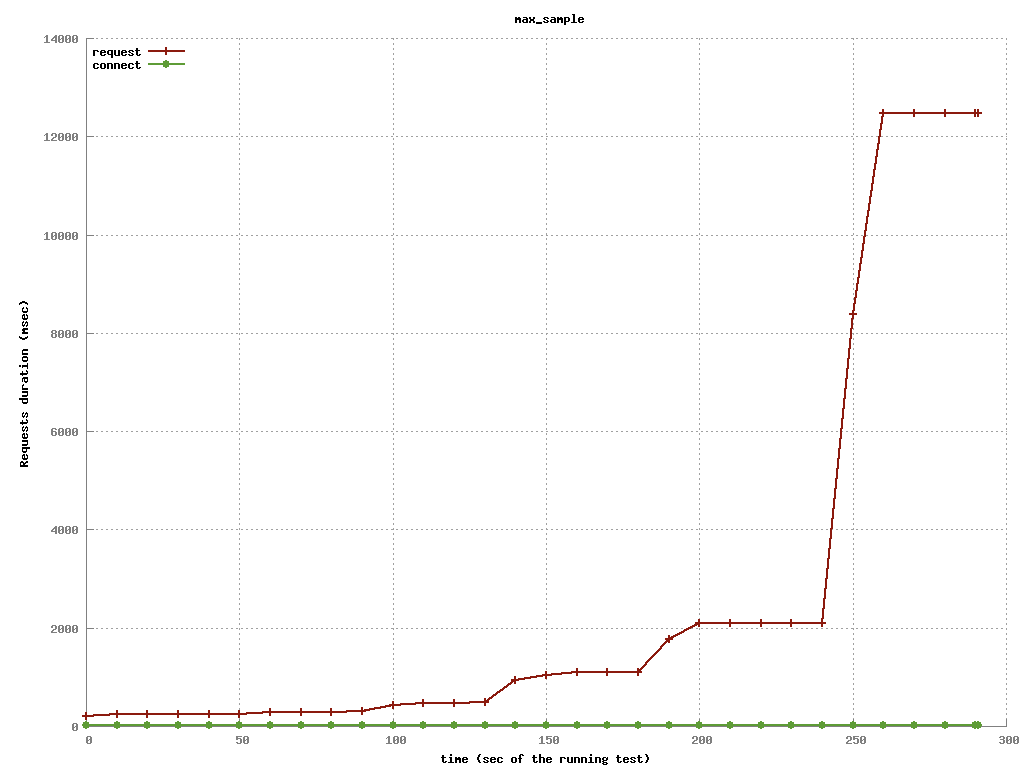 max_sample
14000
request
connect
12000
10000
8000
6000
4000
2000
0
Requests duration (msec)
0 50 100 150 200 250 300
time (sec of the running test)